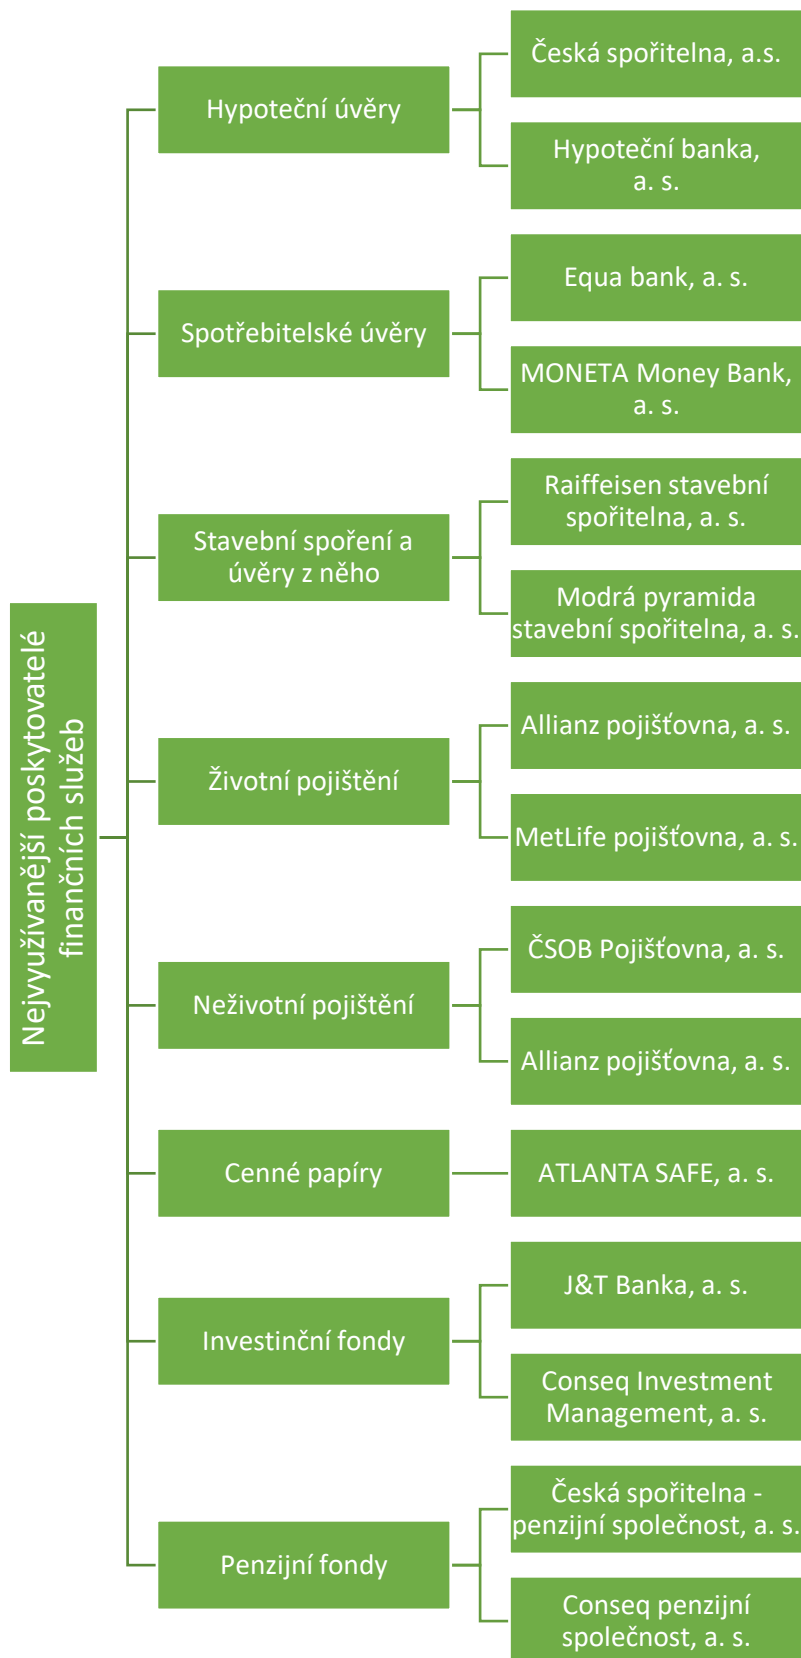 Nejvyužívanější poskytovatelé
finančních služeb
Hypoteční úvěry
Česká spořitelna, a.s.
Hypoteční banka,
a. s.
Spotřebitelské úvěry
Equa bank, a. s.
MONETA Money Bank,
a. s.
Stavební spoření a
úvěry z něho
Raiffeisen stavební
spořitelna, a. s.
Modrá pyramida
stavební spořitelna, a. s.
Životní pojištění
Allianz pojišťovna, a. s.
MetLife pojišťovna, a. s.
Neživotní pojištění
ČSOB Pojišťovna, a. s.
Allianz pojišťovna, a. s.
Cenné papíry
ATLANTA SAFE, a. s.
Investinční fondy
J&T Banka, a. s.
Conseq Investment
Management, a. s.
Penzijní fondy
Česká spořitelna -
penzijní společnost, a. s.
Conseq penzijní
společnost, a. s.